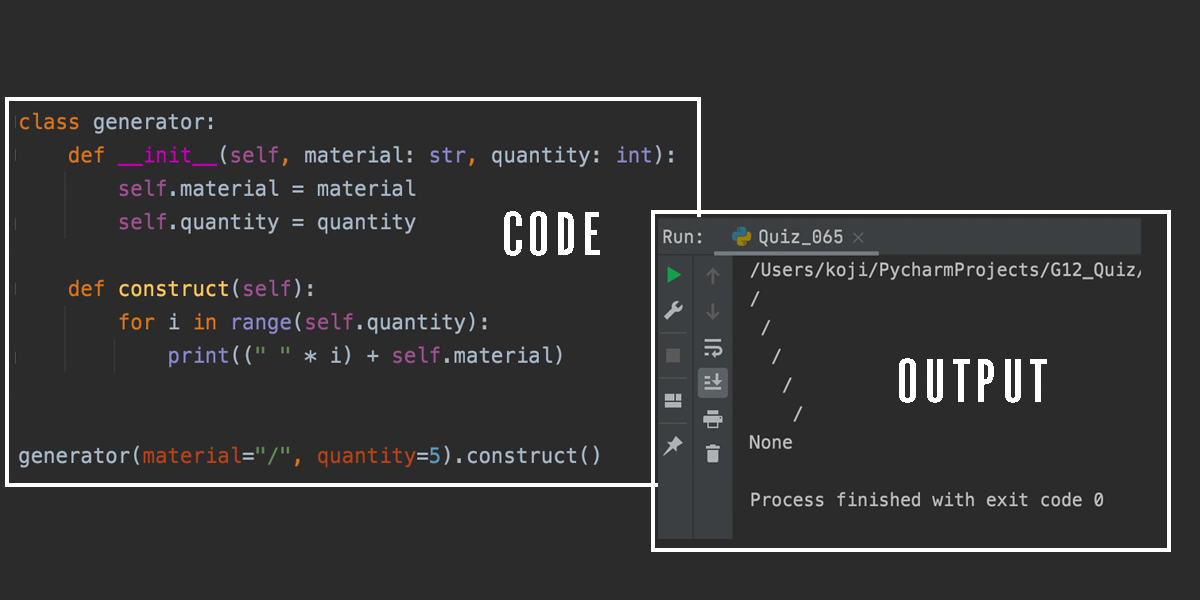 class generator:
    def __init__(self, material: str, quantity: int):
        self.material = material
        self.quantity = quantity
    def construct(self):
        for i in range(self.quantity):
            print((" " * i) + self.material)
generator(material="/", quantity=5).construct()
CODE
Run: Quiz_065 ×
/Users/koji/PycharmProjects/G12_Quiz/
/
 /
  /
   /
    /
None
Process finished with exit code 0
OUTPUT